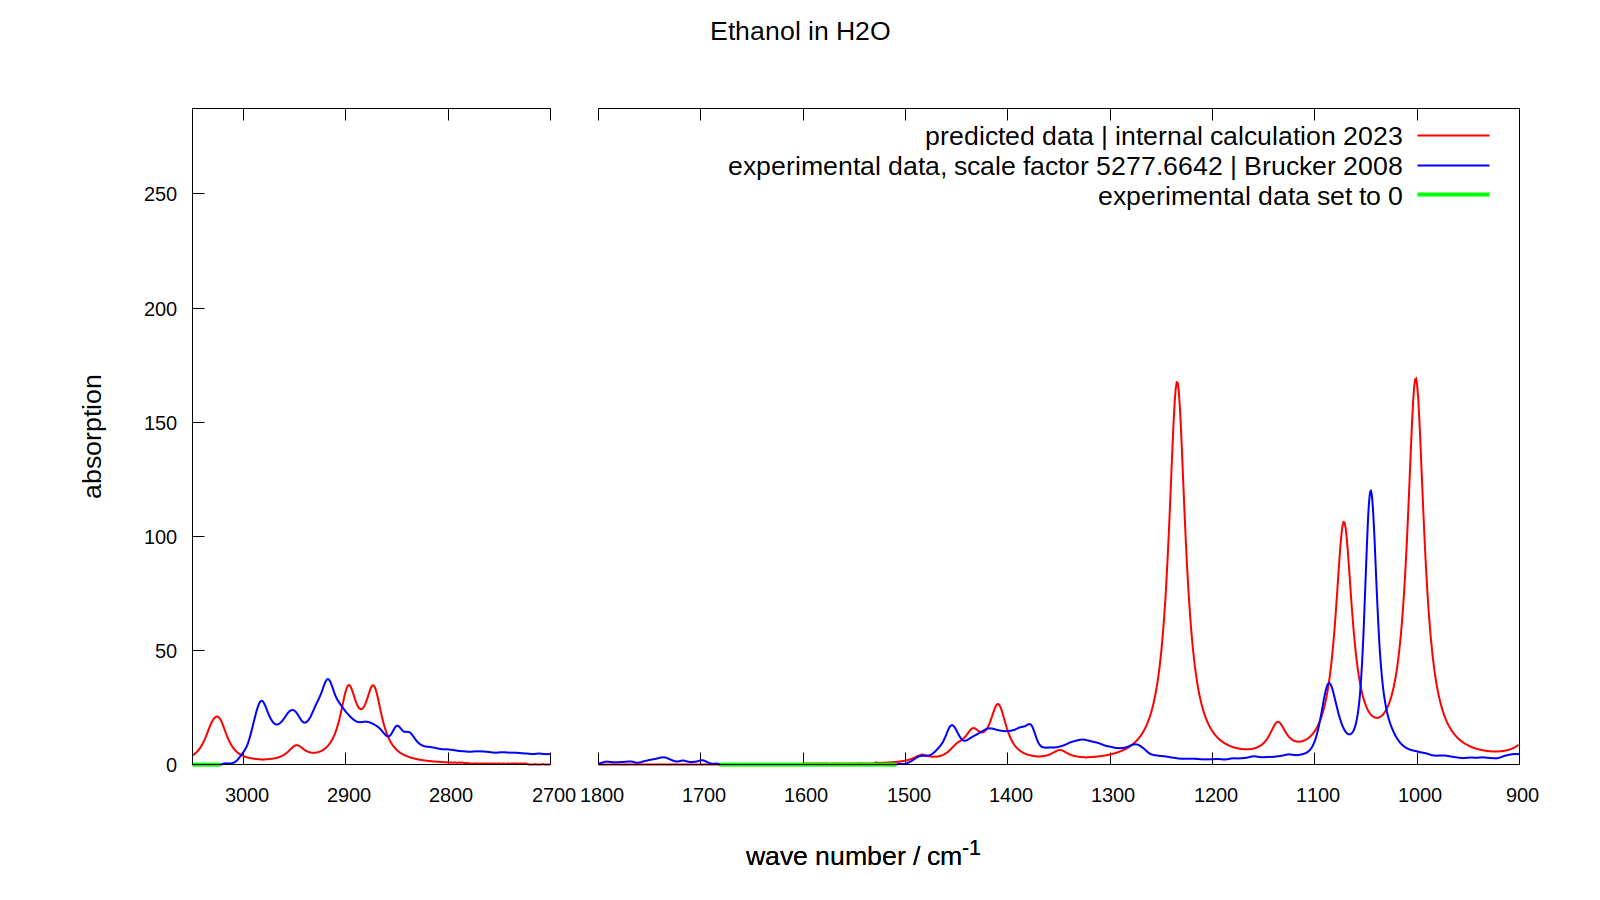 Ethanol in H2O
predicted data | internal calculation 2023
experimental data, scale factor 5277.6642 | Brucker 2008
experimental data set to 0
250
200
150
100
50
0
absorption
3000 2900 2800 2700 1800 1700 1600 1500 1400 1300 1200 1100 1000 900
wave number / cm-1